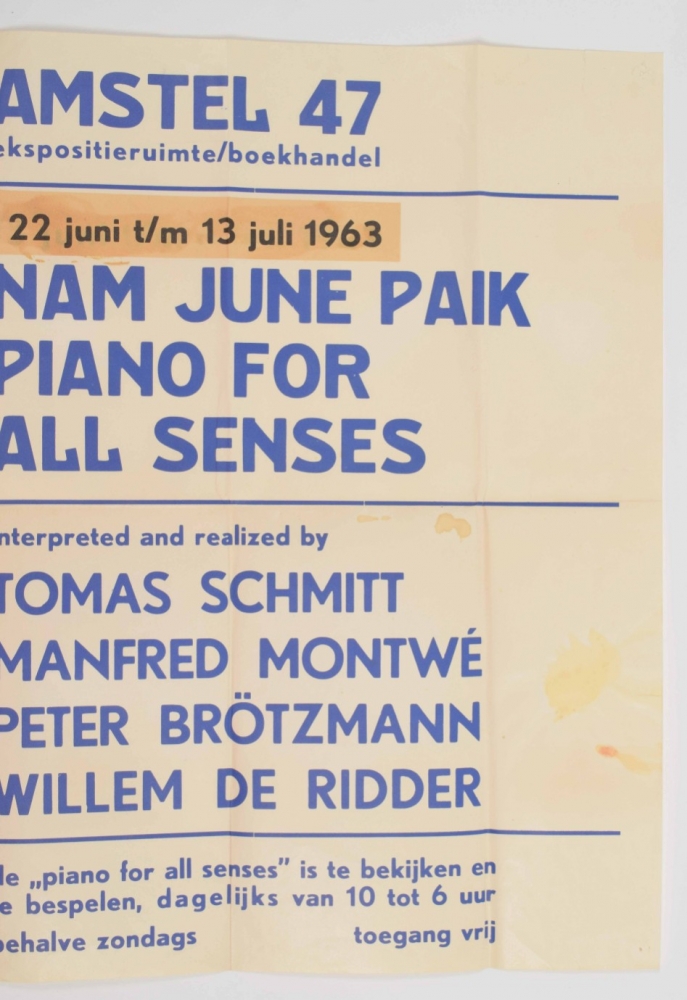 AMSTEL 47
ekspositieruimte/boekhandel
22 juni t/m 13 juli 1963
NAM JUNE PAIK
PIANO FOR
ALL SENSES
nterpreted and realized by
TOMAS SCHMITT
MANFRED MONTWÉ
PETER BRÖTZMANN
WILLEM DE RIDDER
de „piano for all senses” is te bekijken en
te bespelen, dagelijks van 10 tot 6 uur
behalve zondags toegang vrij